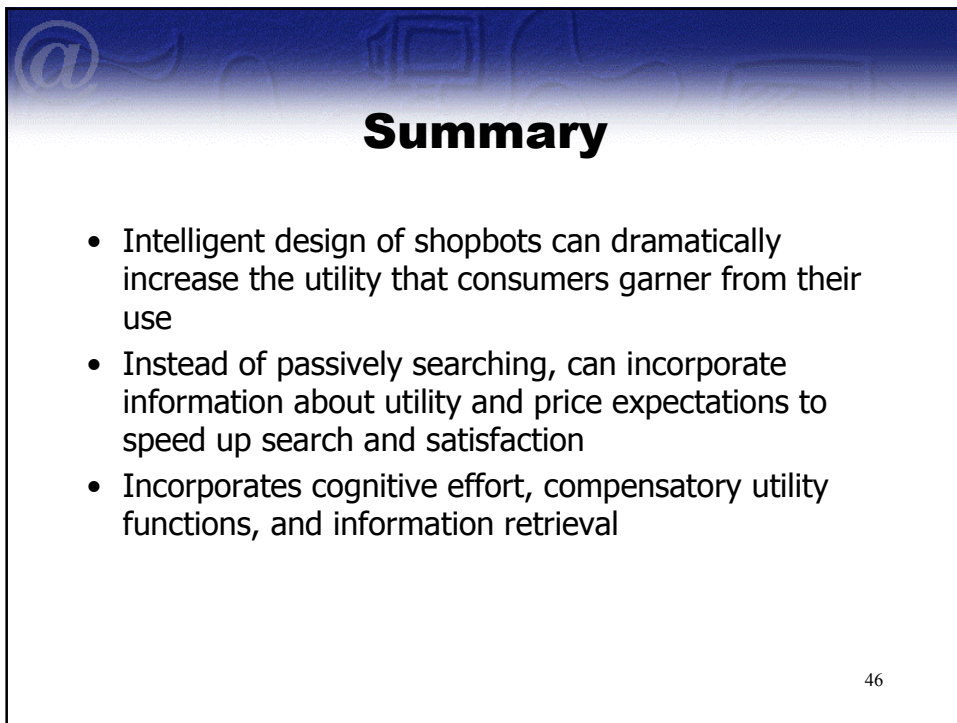 @
Summary
• Intelligent design of shopbots can dramatically
increase the utility that consumers garner from their
use
• Instead of passively searching, can incorporate
information about utility and price expectations to
speed up search and satisfaction
• Incorporates cognitive effort, compensatory utility
functions, and information retrieval
46